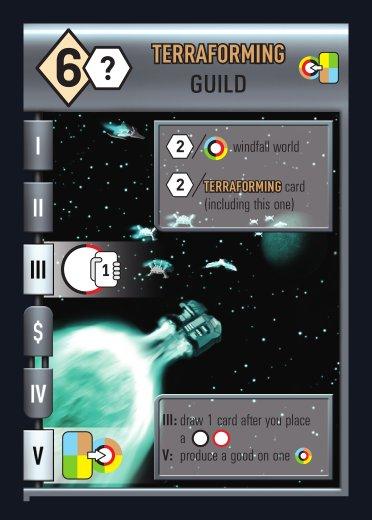 6 ? TERRAFORMING
GUILD
I
2 / windfall world
2 / TERRAFORMING card
(including this one)
II
III 1
$
IV
III: draw 1 card after you place
a
V: produce a good on one
V